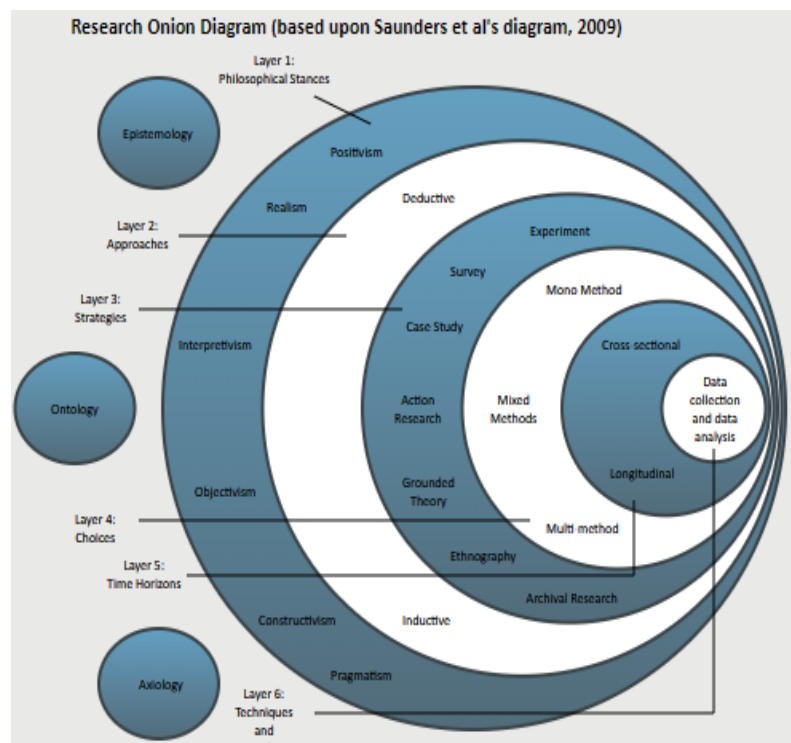 Research Onion Diagram (based upon Saunders et al's diagram, 2009)
Layer 1:
Philosophical Stances
Epistemology
Positivism
Deductive
Realism
Layer 2:
Approaches
Experiment
Survey
Mono Method
Layer 3:
Strategies
Case Study
Interpretivism
Cross-sectional
Ontology
Action
Research
Mixed
Methods
Data
collection
and data
analysis
Longitudinal
Objectivism
Grounded
Theory
Layer 4:
Choices
Multi-method
Ethnography
Layer 5:
Time Horizons
Archival Research
Constructivism
Inductive
Pragmatism
Axiology
Layer 6:
Techniques
and